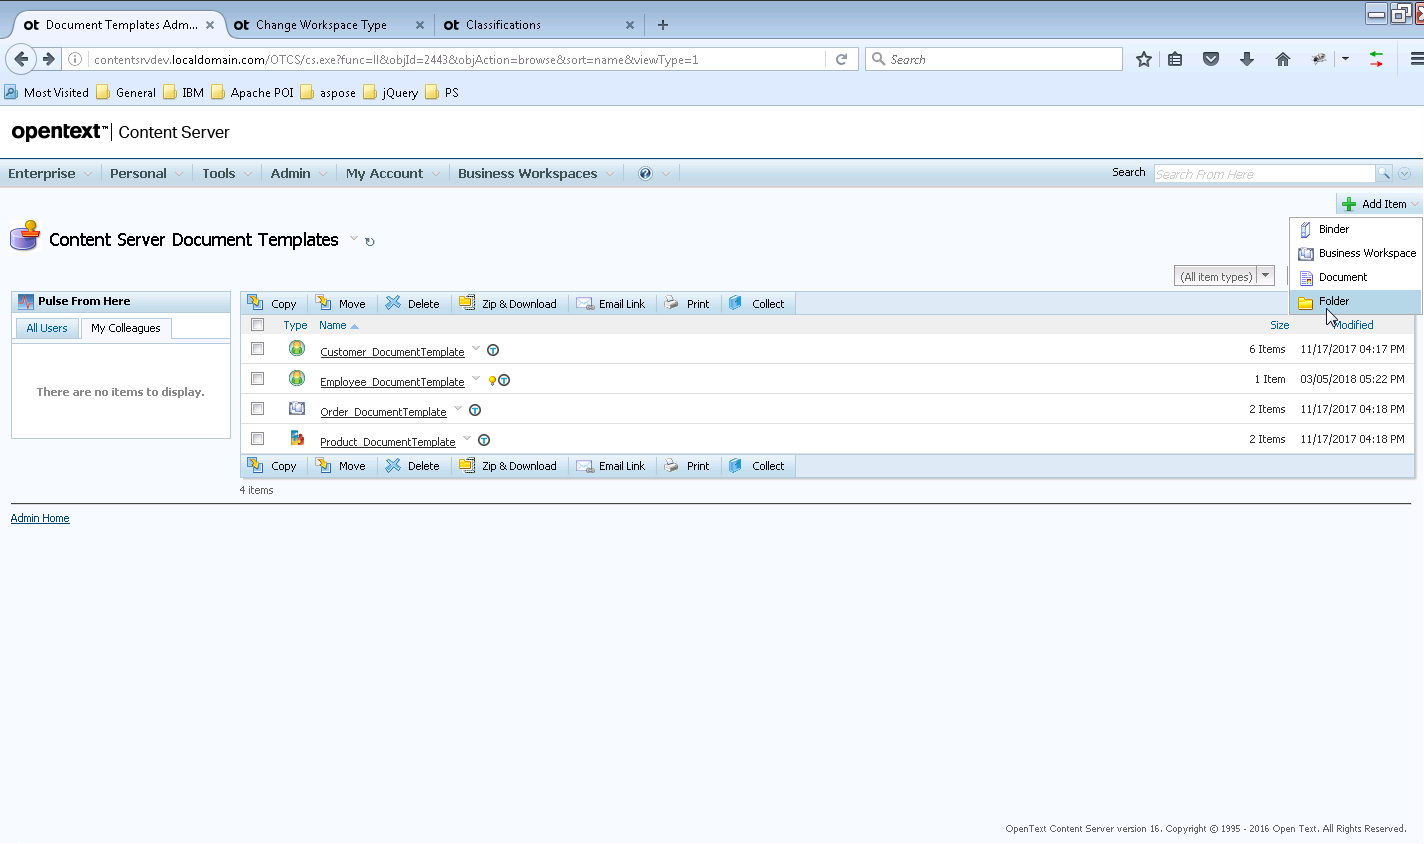 Document Templates Adm... Change Workspace Type Classifications
contentsrvdev.localdomain.com/OTCS/cs.exe?func=ll&objId=2443&objAction=browse&sort=name&viewType=1 Search
Most Visited General IBM Apache POI aspose jQuery PS
opentext™ | Content Server
Enterprise Personal Tools Admin My Account Business Workspaces Search Search From Here
Add Item
Binder
Content Server Document Templates
Business Workspace
(All item types) Document
Pulse From Here Copy Move Delete Zip & Download Email Link Print Collect Folder
All Users My Colleagues Type Name Size Modified
Customer_DocumentTemplate 6 Items 11/17/2017 04:17 PM
Employee_DocumentTemplate 1 Item 03/05/2018 05:22 PM
There are no items to display.
Order_DocumentTemplate 2 Items 11/17/2017 04:18 PM
Product_DocumentTemplate 2 Items 11/17/2017 04:18 PM
Copy Move Delete Zip & Download Email Link Print Collect
4 items
Admin Home
OpenText Content Server version 16. Copyright © 1995 - 2016 Open Text. All Rights Reserved.